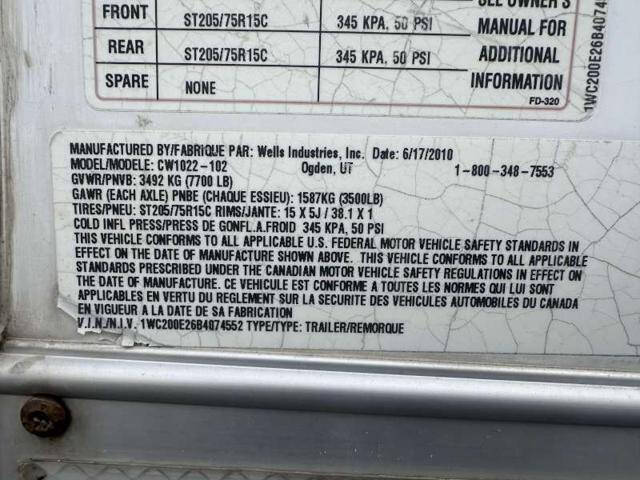 SEE OWNER'S
FRONT ST205/75R15C 345 KPA, 50 PSI MANUAL FOR
REAR ST205/75R15C 345 KPA, 50 PSI ADDITIONAL
SPARE NONE INFORMATION
FD-320
1WC200E26B4074
MANUFACTURED BY/FABRIQUE PAR: Wells Industries, Inc. Date: 6/17/2010
MODEL/MODELE: CW1022-102 Ogden, UT 1-800-348-7553
GVWR/PNVB: 3492 KG (7700 LB)
GAWR (EACH AXLE) PNBE (CHAQUE ESSIEU): 1587KG (3500LB)
TIRES/PNEU: ST205/75R15C RIMS/JANTE: 15 X 5J / 38.1 X 1
COLD INFL PRESS/PRESS DE GONFL.A.FROID 345 KPA, 50 PSI
THIS VEHICLE CONFORMS TO ALL APPLICABLE U.S. FEDERAL MOTOR VEHICLE SAFETY STANDARDS IN
EFFECT ON THE DATE OF MANUFACTURE SHOWN ABOVE. THIS VEHICLE CONFORMS TO ALL APPLICABLE
STANDARDS PRESCRIBED UNDER THE CANADIAN MOTOR VEHICLE SAFETY REGULATIONS IN EFFECT ON
THE DATE OF MANUFACTURE. CE VEHICULE EST CONFORME A TOUTES LES NORMES QUI LUI SONT
APPLICABLES EN VERTU DU REGLEMENT SUR LA SECURITE DES VEHICULES AUTOMOBILES DU CANADA
EN VIGUEUR A LA DATE DE SA FABRICATION
V.I.N./N.I.V. 1WC200E26B4074552 TYPE/TYPE: TRAILER/REMORQUE